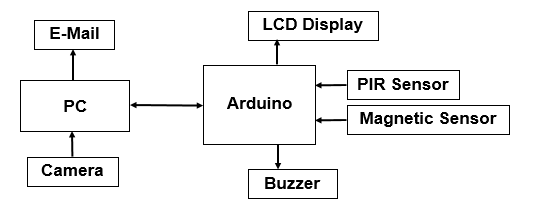 LCD Display
E-Mail
PIR Sensor
PC
Arduino
Magnetic Sensor
Camera
Buzzer